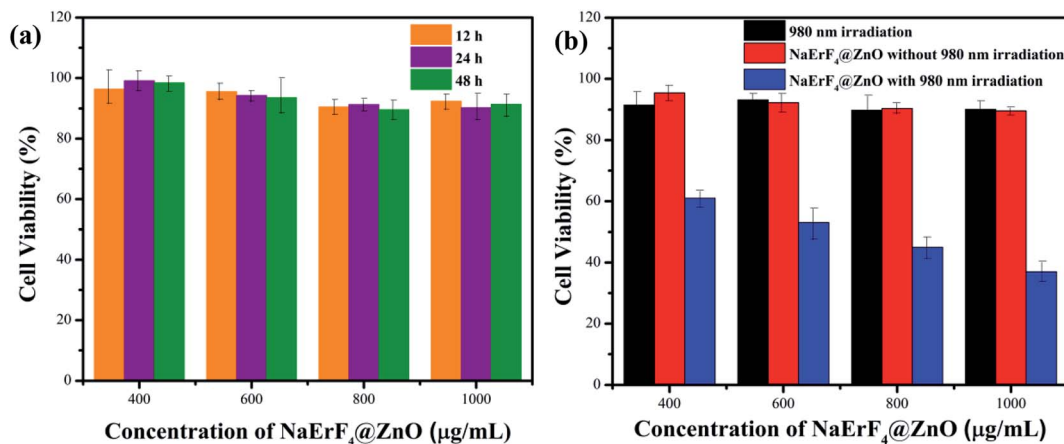 (a)
120
100
80
60
40
20
0
Cell Viability (%)
12 h
24 h
48 h
400 600 800 1000
Concentration of NaErF₄@ZnO (μg/mL)
(b)
120
100
80
60
40
20
0
Cell Viability (%)
980 nm irradiation
NaErF₄@ZnO without 980 nm irradiation
NaErF₄@ZnO with 980 nm irradiation
400 600 800 1000
Concentration of NaErF₄@ZnO (μg/mL)